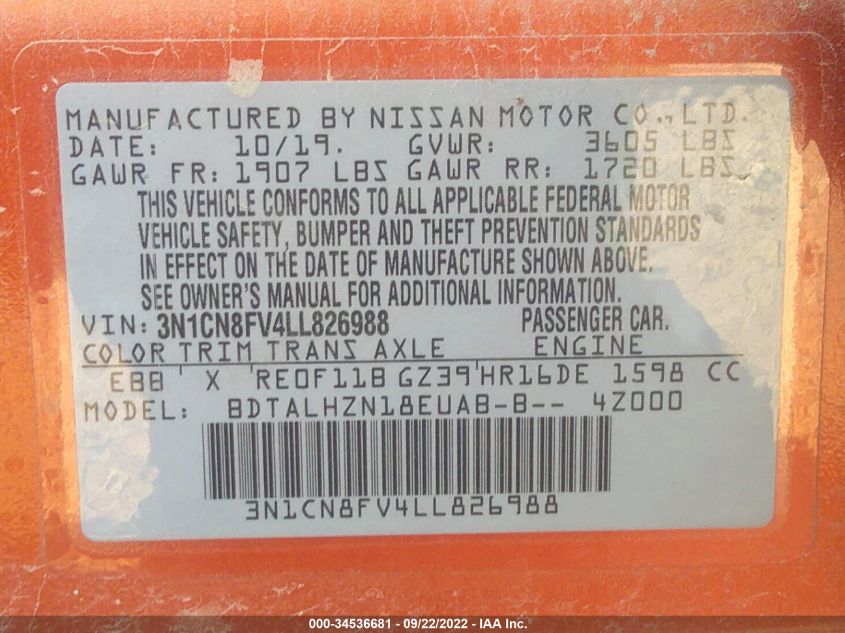 MANUFACTURED BY NISSAN MOTOR CO., LTD.
DATE: 10/19. GVWR: 3605 LBS
GAWR FR: 1907 LBS GAWR RR: 1720 LBS
THIS VEHICLE CONFORMS TO ALL APPLICABLE FEDERAL MOTOR
VEHICLE SAFETY, BUMPER AND THEFT PREVENTION STANDARDS
IN EFFECT ON THE DATE OF MANUFACTURE SHOWN ABOVE.
SEE OWNER'S MANUAL FOR ADDITIONAL INFORMATION.
VIN: 3N1CN8FV4LL826988 PASSENGER CAR.
COLOR TRIM TRANS AXLE ENGINE
EBB ' X RE0F11B GZ39'HR16DE 1598 CC
MODEL: BDTALHZN18EUAB-B-- 4Z000
3N1CN8FV4LL826988
000-34536681 - 09/22/2022 - IAA Inc.